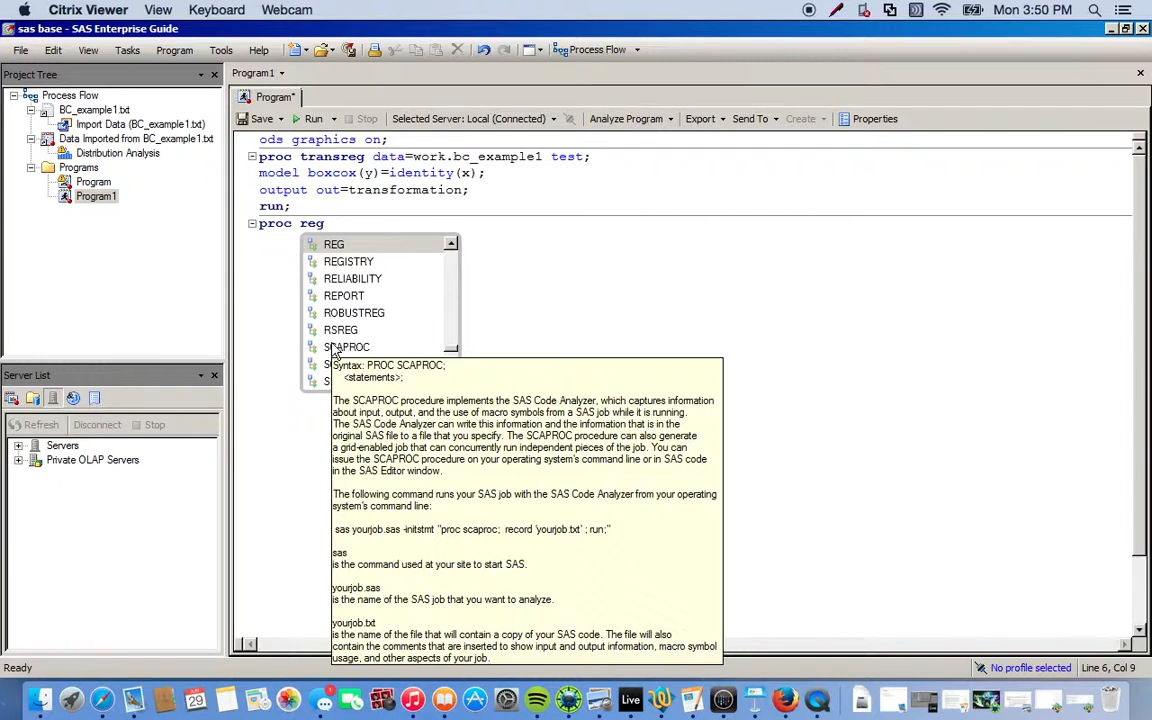 Citrix Viewer View Keyboard Webcam Mon 3:50 PM
sas base - SAS Enterprise Guide
File Edit View Tasks Program Tools Help Process Flow
Project Tree
Program1
Process Flow
BC_example1.txt
Import Data (BC_example1.txt)
Data Imported from BC_example1.txt
Distribution Analysis
Programs
Program
Program1
Program*
Save Run Stop Selected Server: Local (Connected) Analyze Program Export Send To Create Properties
ods graphics on;
proc transreg data=work.bc_example1 test;
model boxcox(y)=identity(x);
output out=transformation;
run;
proc reg
REG
REGISTRY
RELIABILITY
REPORT
ROBUSTREG
RSREG
SCAPROC
Syntax: PROC SCAPROC;
<statements>;
The SCAPROC procedure implements the SAS Code Analyzer, which captures information
about input, output, and the use of macro symbols from a SAS job while it is running.
The SAS Code Analyzer can write this information and the information that is in the
original SAS file to a file that you specify. The SCAPROC procedure can also generate
a grid-enabled job that can concurrently run independent pieces of the job. You can
issue the SCAPROC procedure on your operating system's command line or in SAS code
in the SAS Editor window.
The following command runs your SAS job with the SAS Code Analyzer from your operating
system's command line:
sas yourjob.sas -initstmt "proc scaproc; record 'yourjob.txt' ; run;"
sas
is the command used at your site to start SAS.
yourjob.sas
is the name of the SAS job that you want to analyze.
yourjob.txt
is the name of the file that will contain a copy of your SAS code. The file will also
contain the comments that are inserted to show input and output information, macro symbol
usage, and other aspects of your job.
Server List
Refresh Disconnect Stop
Servers
Private OLAP Servers
Ready
No profile selected Line 6, Col 9
29
Live